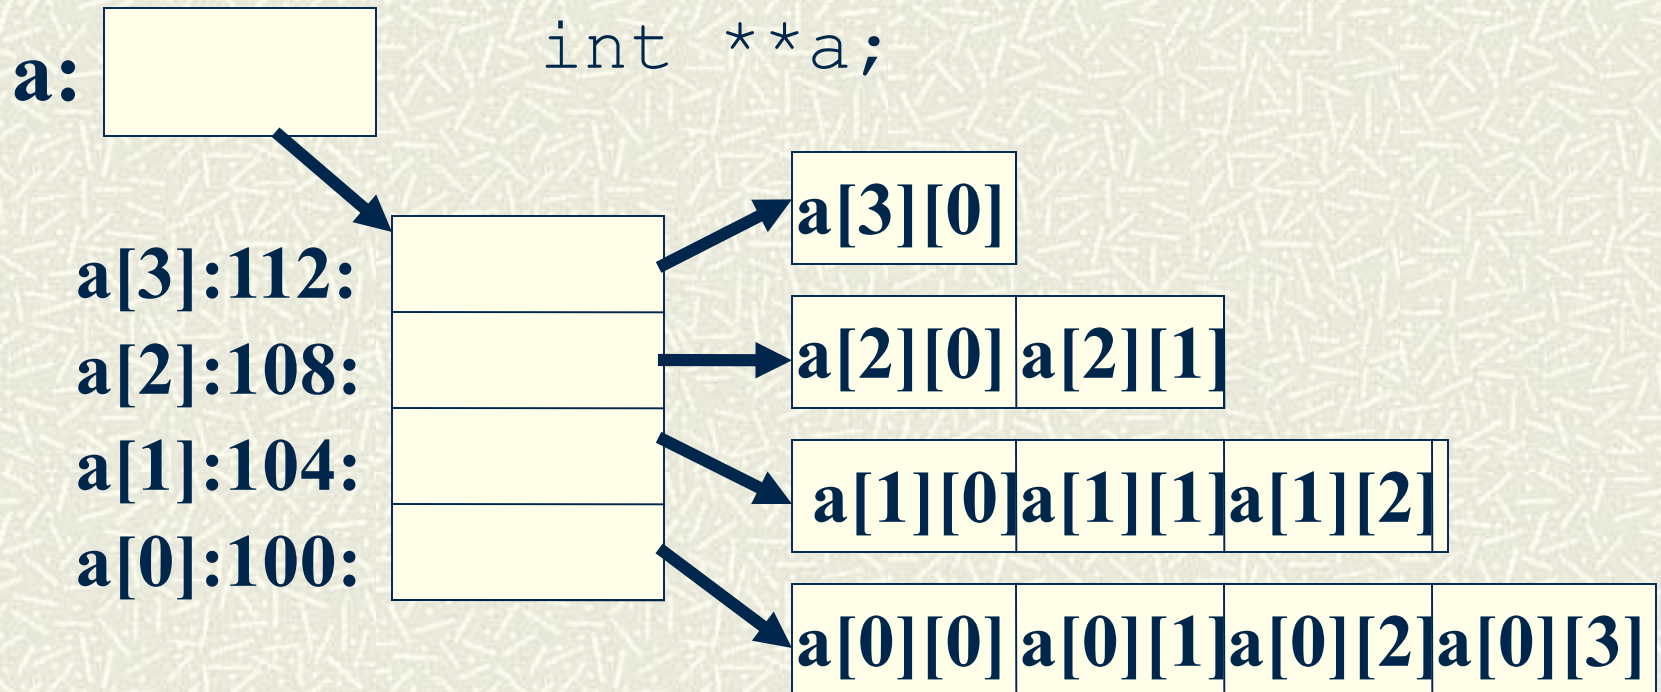 int **a;
a:
a[3]:112:
a[3][0]
a[2]:108:
a[2][0] a[2][1]
a[1]:104:
a[1][0] a[1][1] a[1][2]
a[0]:100:
a[0][0] a[0][1] a[0][2] a[0][3]